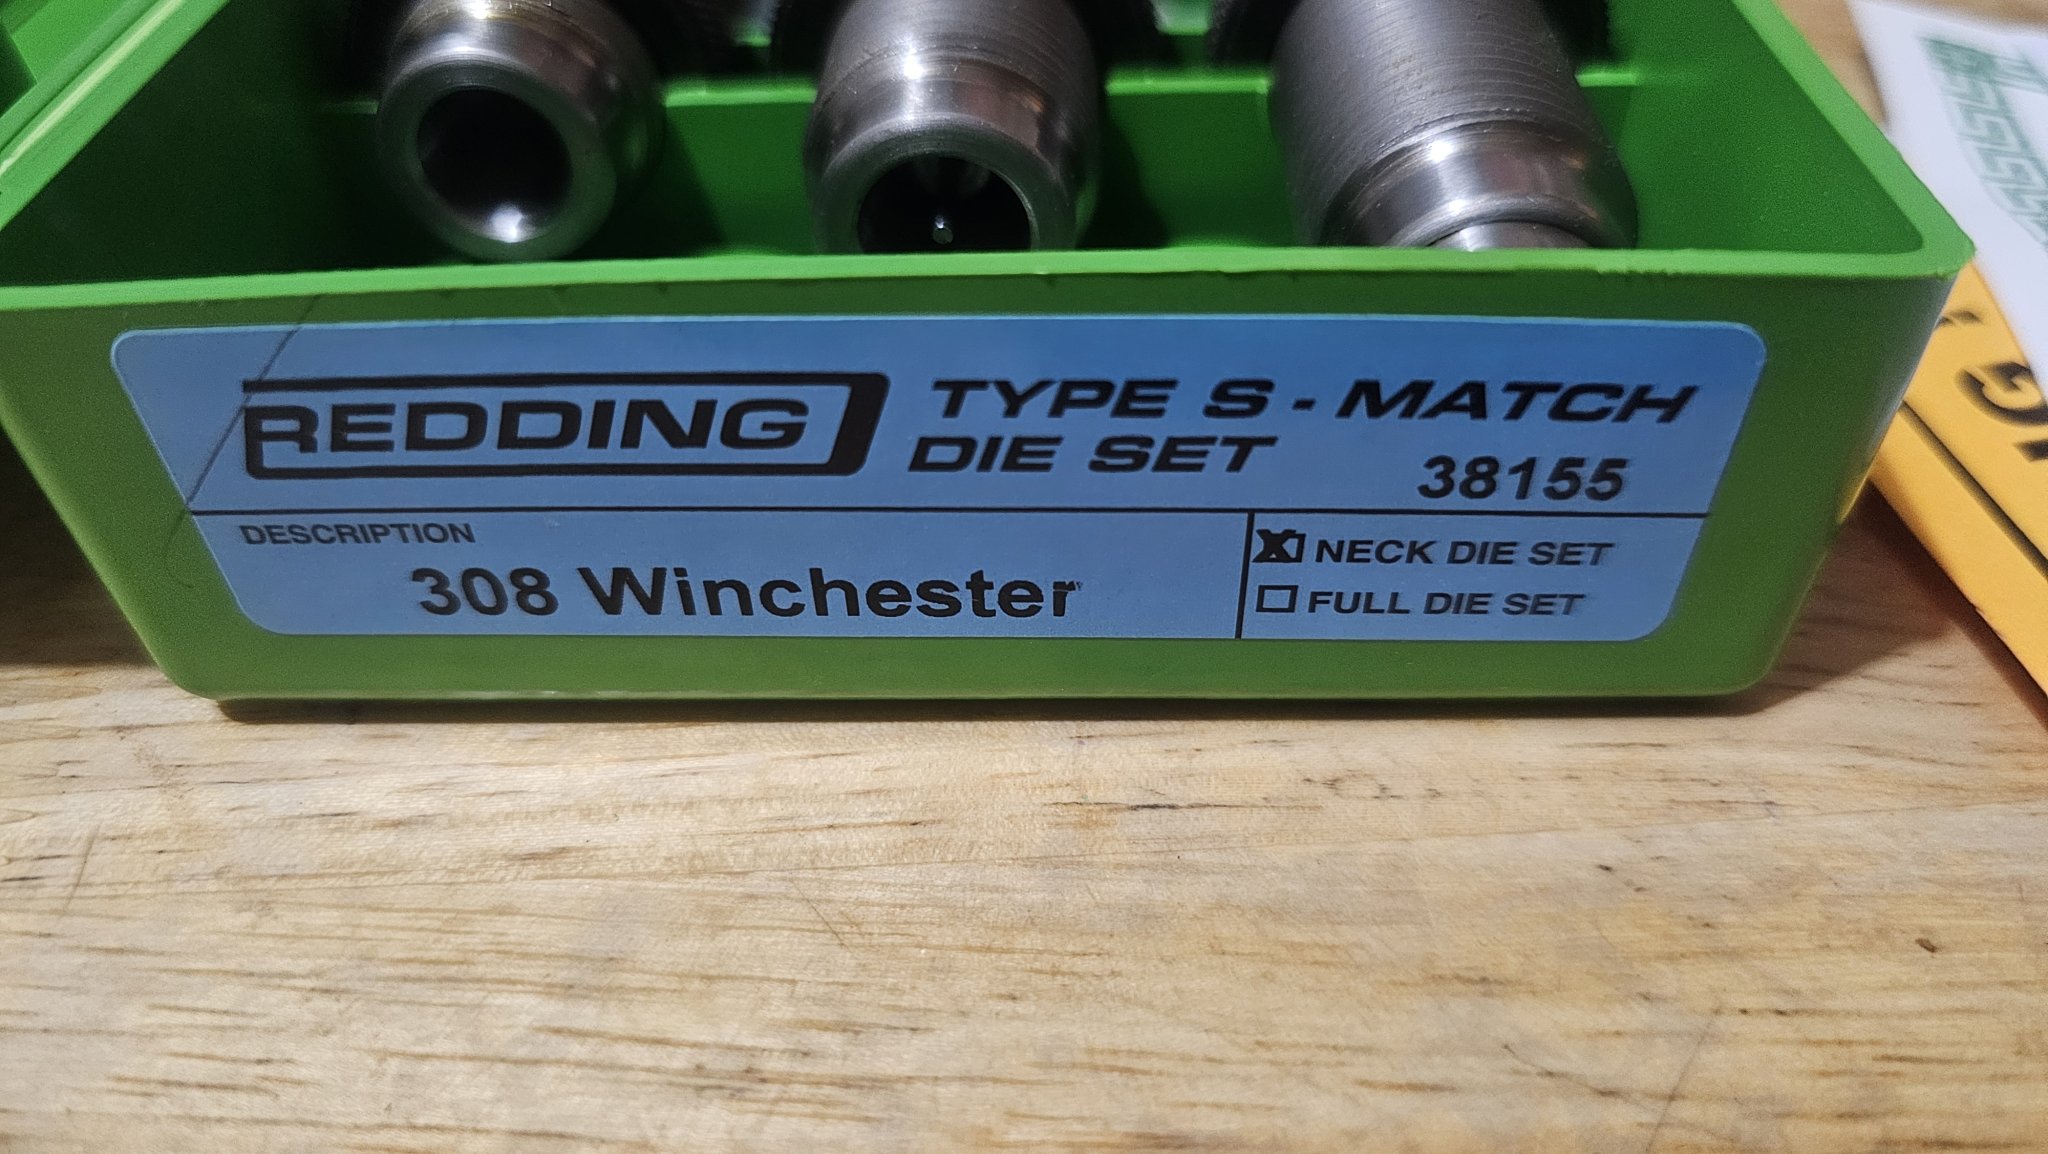 REDDING
TYPE S - MATCH
DIE SET
38155
DESCRIPTION
308 Winchester
NECK DIE SET
FULL DIE SET